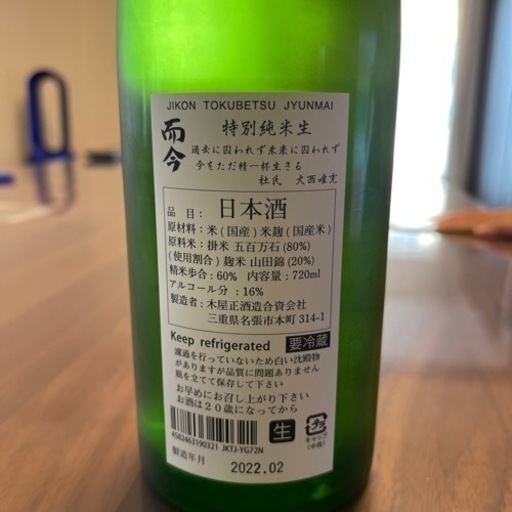 JIKON TOKUBETSU JYUNMAI
而今
特別純米生
過去に囚われず未来に囚われず
今をただ精一杯生きる
杜氏 大西唯克
品目：日本酒
原材料：米(国産)米麹(国産米)
原料米：掛米 五百万石(80%)
(使用割合)麹米 山田錦(20%)
精米歩合：60% 内容量：720ml
アルコール分：16%
製造者：木屋正酒造合資会社
三重県名張市本町 314-1
Keep refrigerated 要冷蔵
濾過を行っていないため白い沈殿物
がありますが品質に問題ありません
瓶を立てて保存して下さい
お早めにお召し上がり下さい
お酒は20歳になってから
4582463190321 JKTJ-YG72N
生
キャップ
(中栓)
製造年月 2022.02